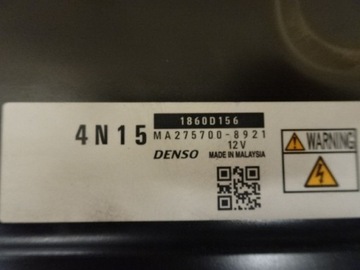 1860D156
4N15 MA275700-8921
12V
DENSO MADE IN MALAYSIA
WARNING